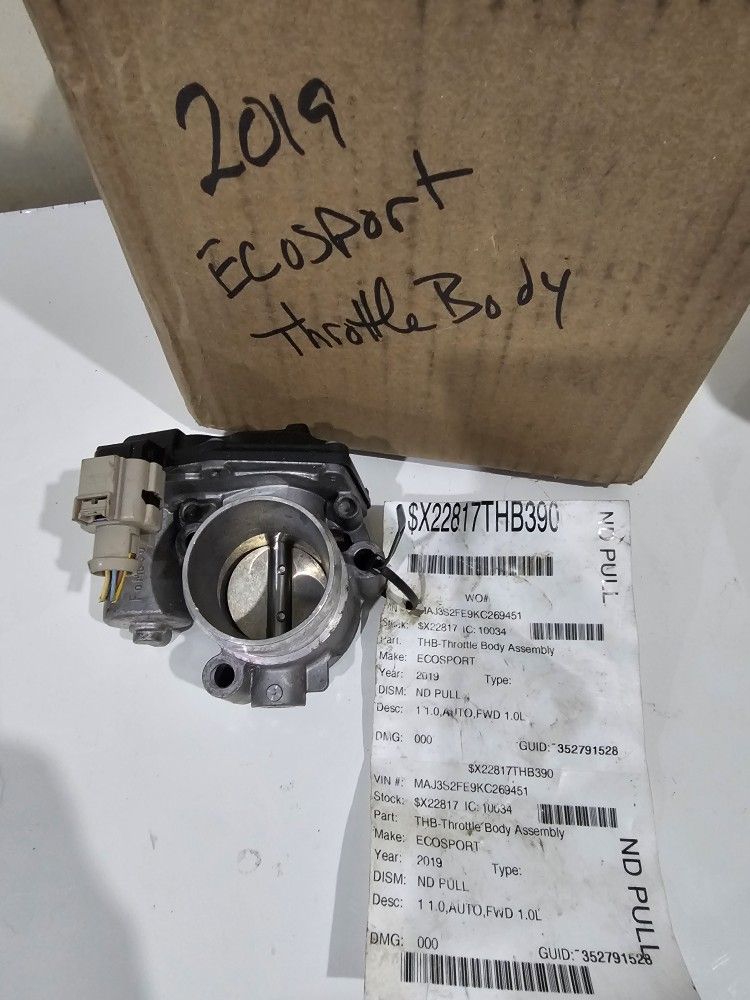 2019
ECOSPORT
Throttle Body
$X22817THB390
ND PULL
WO#:
VIN #: MAJ3S2FE9KC269451
Stock: $X22817 IC: 10034
Part: THB-Throttle Body Assembly
Make: ECOSPORT
Year: 2019 Type:
DISM: ND PULL
Desc: 1 1.0,AUTO,FWD 1.0L
DMG: 000 GUID: 352791528
$X22817THB390
VIN #: MAJ3S2FE9KC269451
Stock: $X22817 IC: 10034
Part: THB-Throttle Body Assembly
Make: ECOSPORT
Year: 2019 Type:
DISM: ND PULL
Desc: 1 1.0,AUTO,FWD 1.0L
ND PULL
DMG: 000 GUID: 352791528